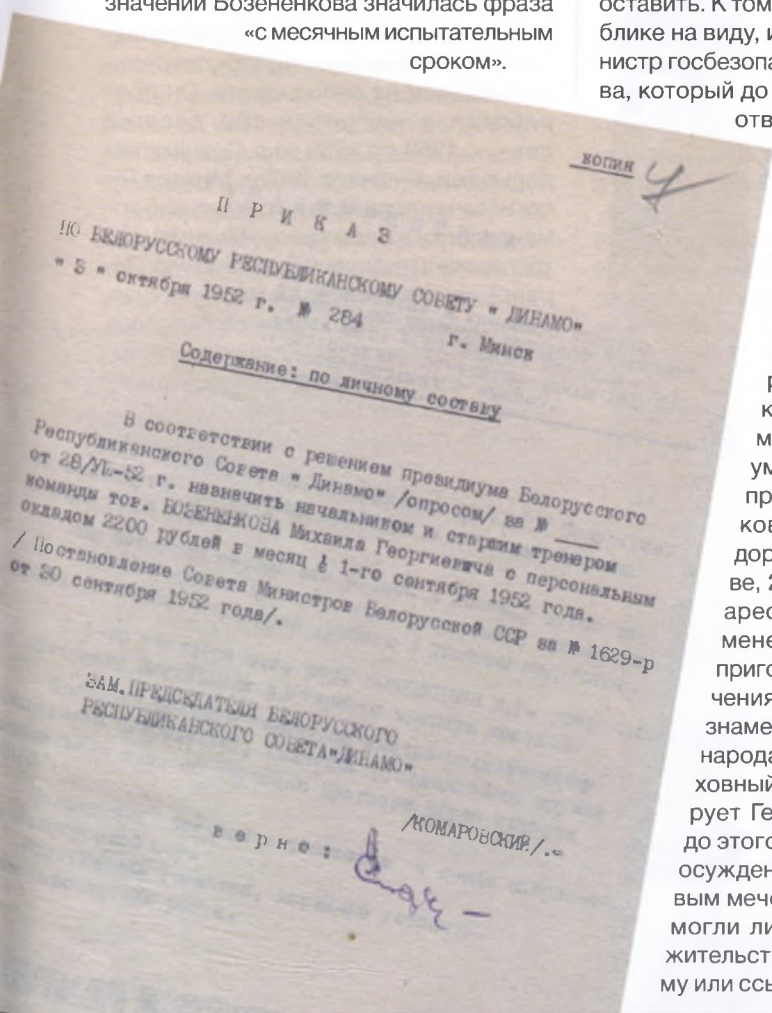 значении Бозененкова значилась фраза
«с месячным испытательным
сроком».
копия
П Р И К А З
ПО БЕЛОРУССКОМУ РЕСПУБЛИКАНСКОМУ СОВЕТУ " ДИНАМО"
" 3 " октября 1952 г. № 284 г. Минск
Содержание: по личному составу
В соответствии с решением президиума Белорусского
Республиканского Совета " Динамо" /опросом/ за № ____
от 28/УЬ-52 г. назначить начальником и старшим тренером
команды тов. БОЗЕНЕНКОВА Михаила Георгиевича с персональным
окладом 2200 рублей в месяц с 1-го сентября 1952 года.
/ Постановление Совета Министров Белорусской ССР за № 1629-р
от 30 сентября 1952 года/.
ЗАМ.ПРЕДСЕДАТЕЛЯ БЕЛОРУССКОГО
РЕСПУБЛИКАНСКОГО СОВЕТА"ДИНАМО"
/КОМАРОВСКИЙ/.
в е р н о :
оставить. К том
блике на виду, и
нистр госбезопа
ва, который до
отв
р
к
м
ум
пр
ков
дор
ве, 2
арес
мене
приго
чения
знаме
народа
ховный
рует Ге
до этого
осужден
вым мече
могли ли
жительст
му или ссы